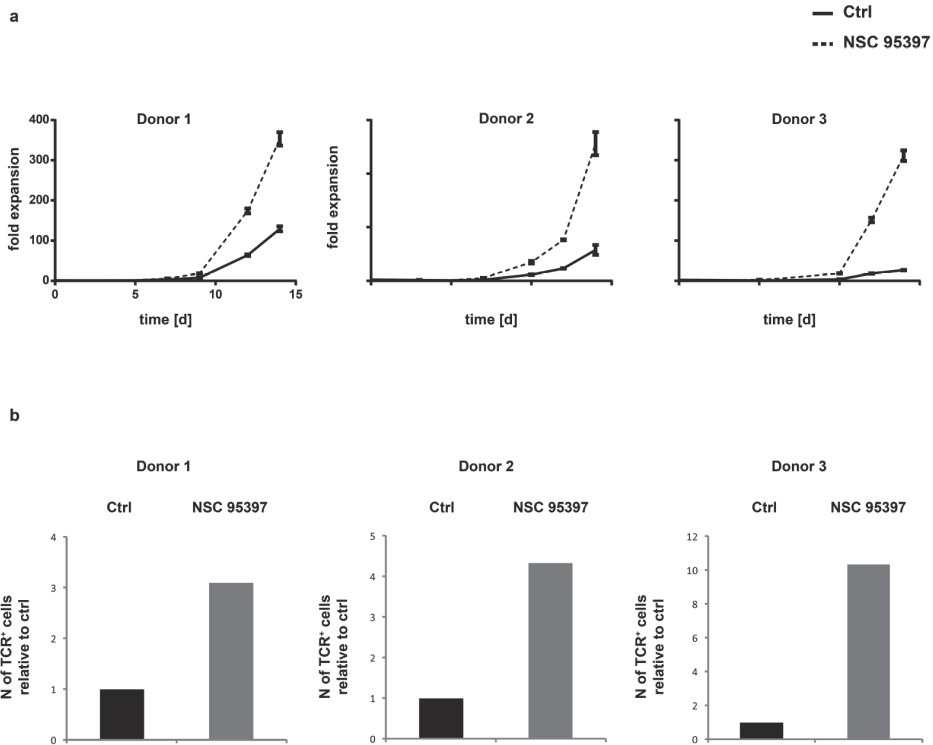 a
Ctrl
NSC 95397
Donor 1
Donor 2
Donor 3
fold expansion
400
300
200
100
0
0
5
10
15
time [d]
fold expansion
time [d]
time [d]
b
Donor 1
Donor 2
Donor 3
Ctrl
NSC 95397
Ctrl
NSC 95397
Ctrl
NSC 95397
N of TCR⁺ cells
relative to ctrl
4
3
2
1
0
N of TCR⁺ cells
relative to ctrl
5
4
3
2
1
0
N of TCR⁺ cells
relative to ctrl
12
10
8
6
4
2
0